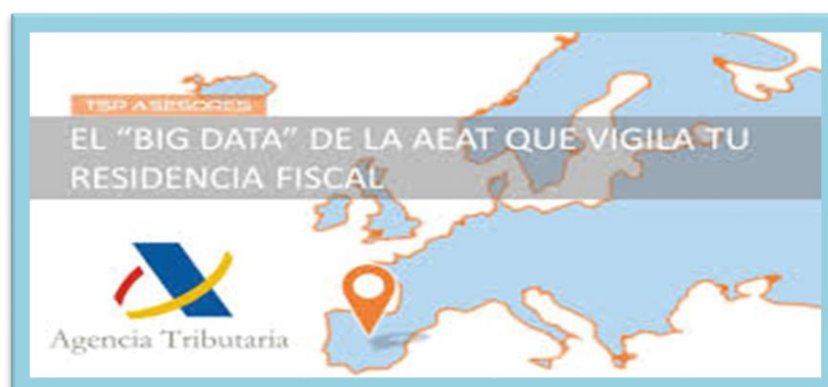 TSP ASESORES
EL “BIG DATA” DE LA AEAT QUE VIGILA TU
RESIDENCIA FISCAL
Agencia Tributaria